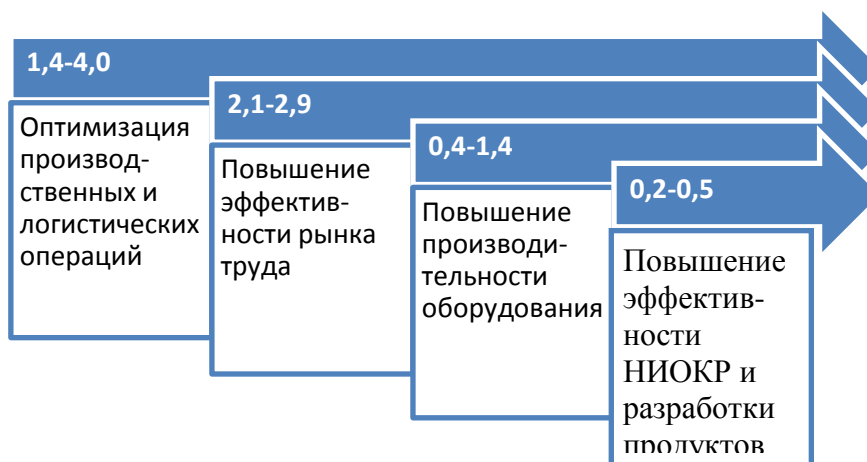 1,4-4,0
Оптимизация
производ-
ственных и
логистических
операций
2,1-2,9
Повышение
эффектив-
ности рынка
труда
0,4-1,4
Повышение
производи-
тельности
оборудования
0,2-0,5
Повышение
эффектив-
ности
НИОКР и
разработки
продуктов